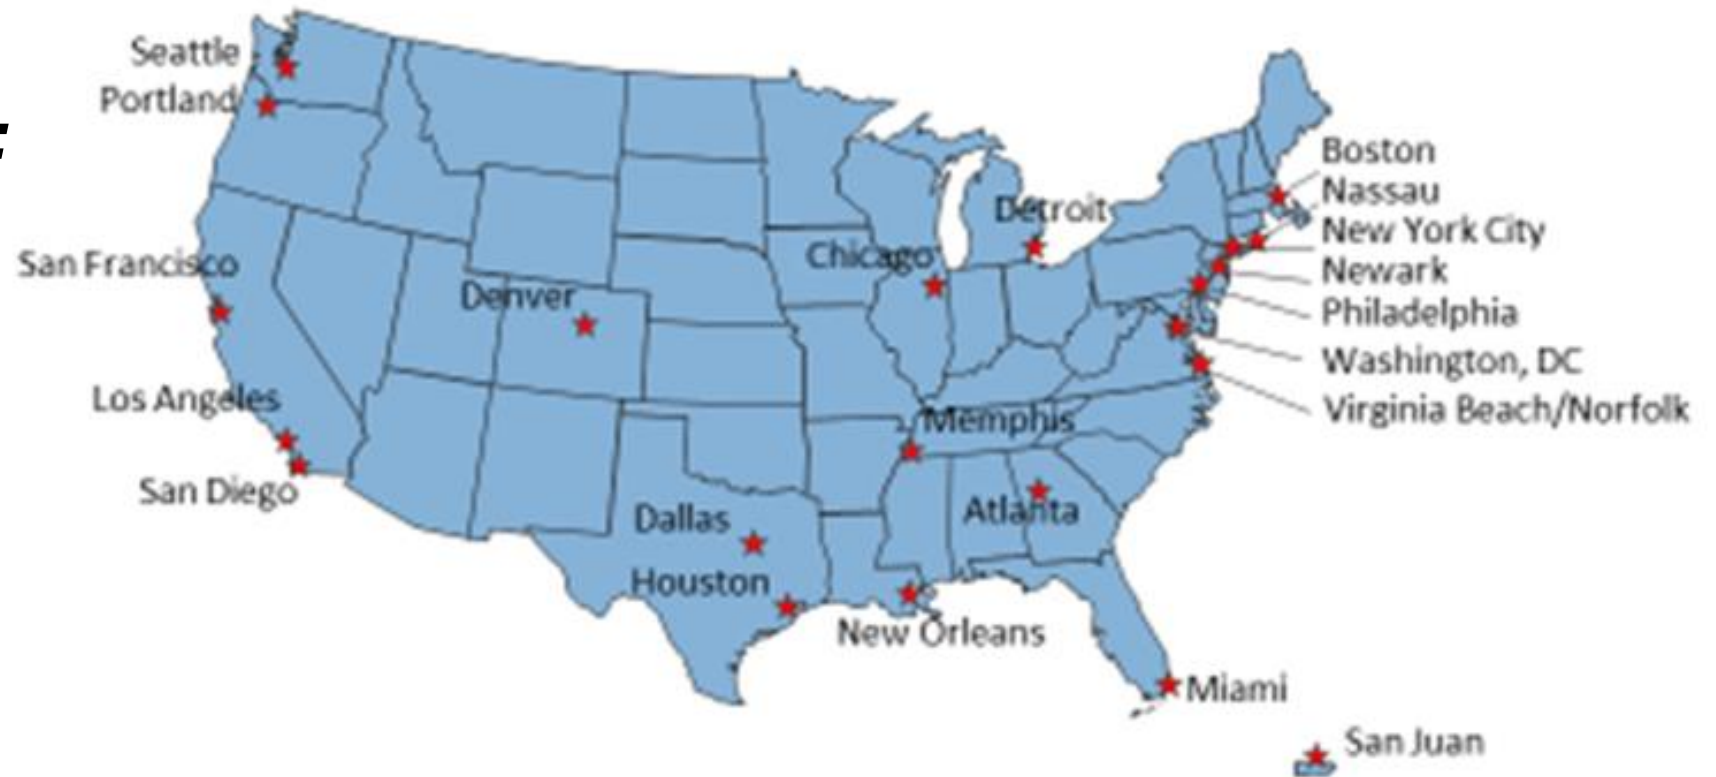 Seattle
Portland
San Francisco
Denver
Los Angeles
San Diego
Dallas
Houston
New Orleans
Memphis
Atlanta
Chicago
Detroit
Boston
Nassau
New York City
Newark
Philadelphia
Washington, DC
Virginia Beach/Norfolk
Miami
San Juan